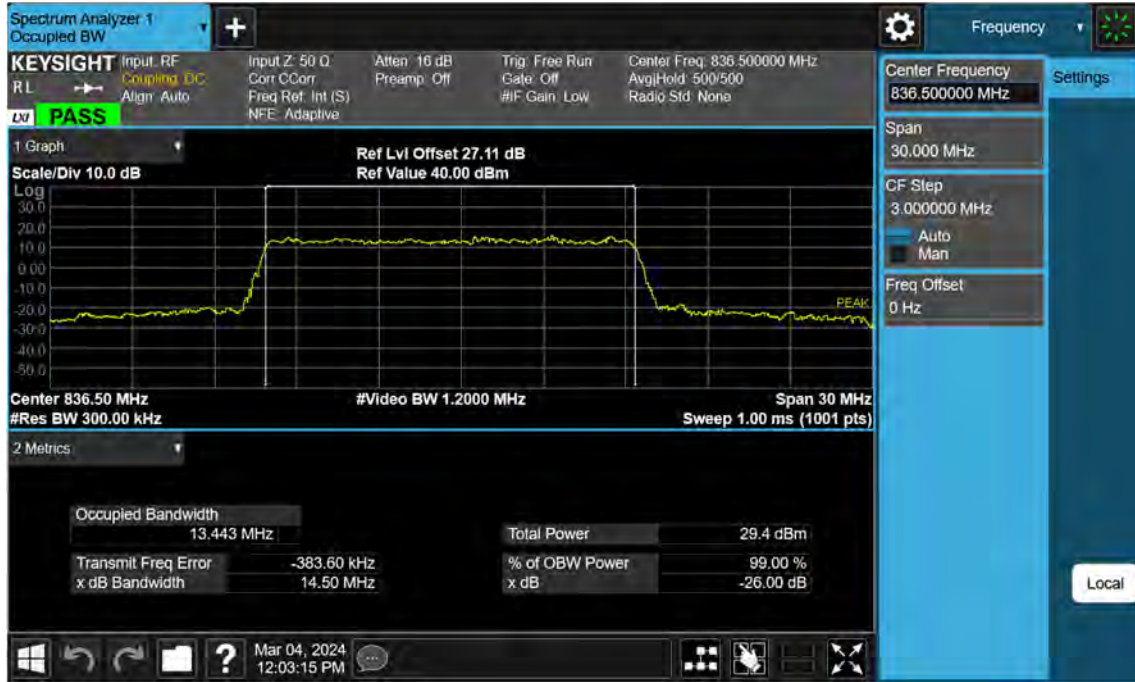 Spectrum Analyzer 1
Occupied BW
+
Frequency
KEYSIGHT
RL
LXI
PASS
Input: RF
Coupling: DC
Align: Auto
Input Z: 50 Ω
Corr CCorr
Freq Ref: Int (S)
NFE: Adaptive
Atten: 16 dB
Preamp: Off
Trig: Free Run
Gate: Off
#IF Gain: Low
Center Freq: 836.500000 MHz
Avg|Hold: 500/500
Radio Std: None
Center Frequency
836.500000 MHz
Settings
Span
30.000 MHz
CF Step
3.000000 MHz
Auto
Man
Freq Offset
0 Hz
Local
1 Graph
Scale/Div 10.0 dB
Ref Lvl Offset 27.11 dB
Ref Value 40.00 dBm
Log
30.0
20.0
10.0
0.00
-10.0
-20.0
-30.0
-40.0
-50.0
PEAK
Center 836.50 MHz
#Video BW 1.2000 MHz
Span 30 MHz
#Res BW 300.00 kHz
Sweep 1.00 ms (1001 pts)
2 Metrics
Occupied Bandwidth
13.443 MHz
Total Power 29.4 dBm
Transmit Freq Error -383.60 kHz
% of OBW Power 99.00 %
x dB Bandwidth 14.50 MHz
x dB -26.00 dB
?
Mar 04, 2024
12:03:15 PM